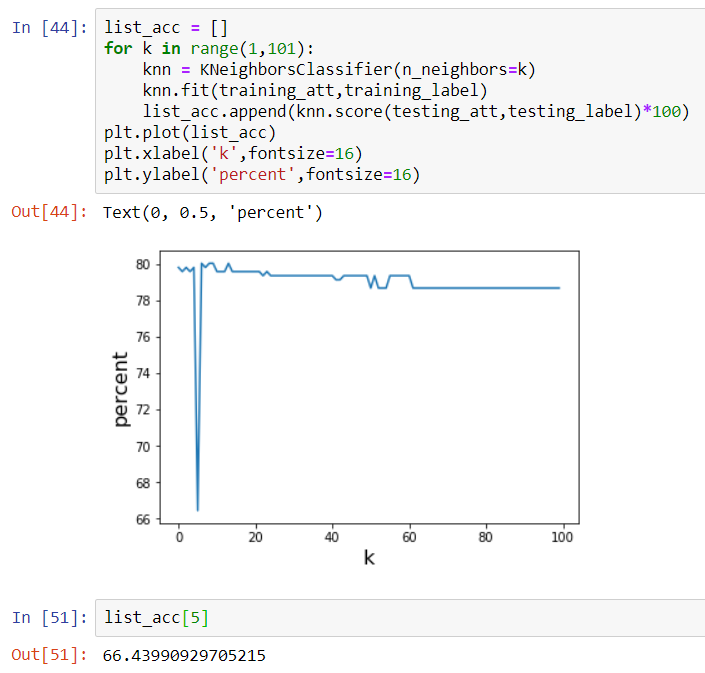 In [44]: list_acc = []
for k in range(1,101):
    knn = KNeighborsClassifier(n_neighbors=k)
    knn.fit(training_att,training_label)
    list_acc.append(knn.score(testing_att,testing_label)*100)
plt.plot(list_acc)
plt.xlabel('k',fontsize=16)
plt.ylabel('percent',fontsize=16)
Out[44]: Text(0, 0.5, 'percent')
80
78
76
74
72
70
68
66
percent
0 20 40 60 80 100
k
In [51]: list_acc[5]
Out[51]: 66.43990929705215